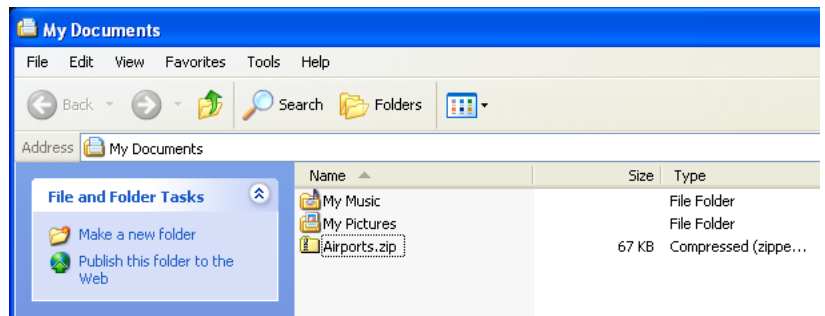 My Documents
File Edit View Favorites Tools Help
Back Search Folders
Address My Documents
Name Size Type
File and Folder Tasks
Make a new folder
Publish this folder to the
Web
My Music File Folder
My Pictures File Folder
Airports.zip 67 KB Compressed (zippe...